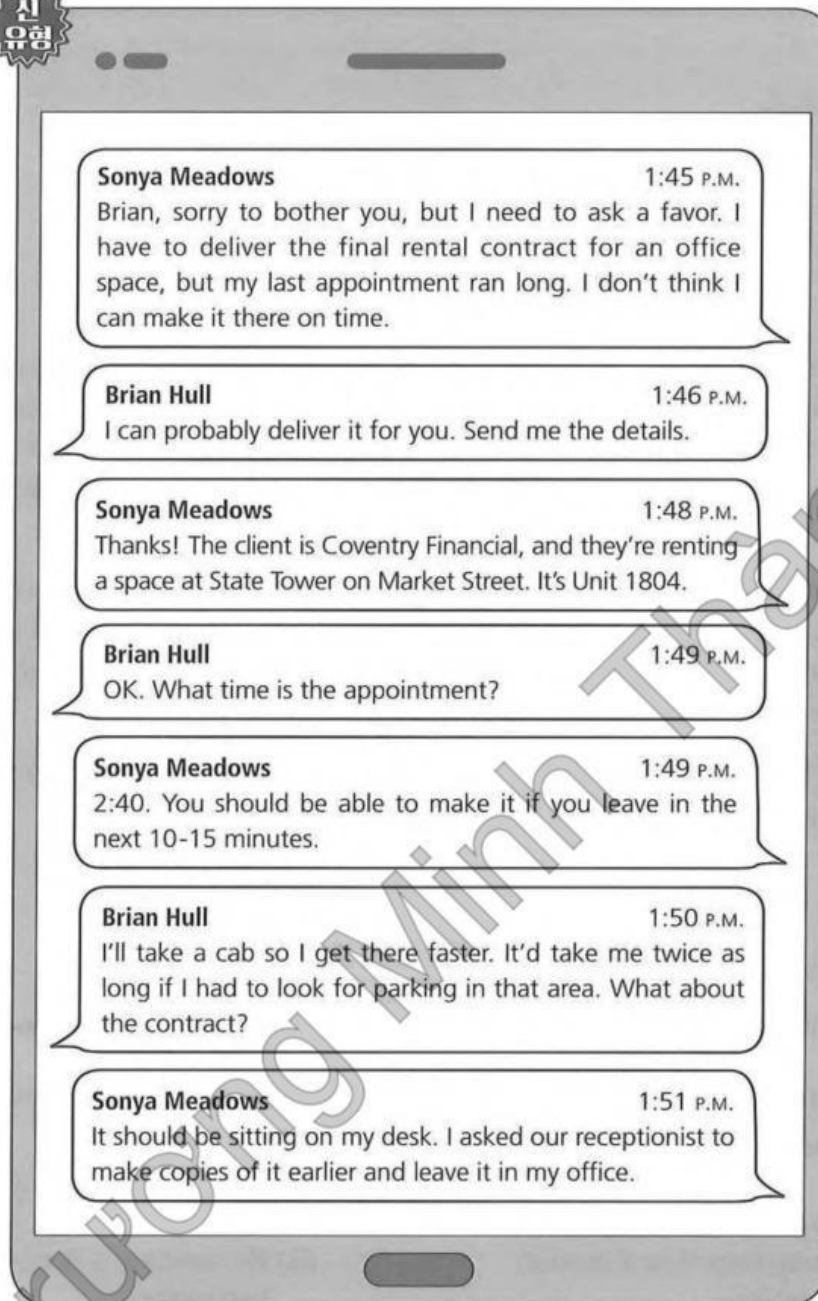 신
유형
Sonya Meadows 1:45 P.M.
Brian, sorry to bother you, but I need to ask a favor. I
have to deliver the final rental contract for an office
space, but my last appointment ran long. I don't think I
can make it there on time.
Brian Hull 1:46 P.M.
I can probably deliver it for you. Send me the details.
Sonya Meadows 1:48 P.M.
Thanks! The client is Coventry Financial, and they're renting
a space at State Tower on Market Street. It's Unit 1804.
Brian Hull 1:49 P.M.
OK. What time is the appointment?
Sonya Meadows 1:49 P.M.
2:40. You should be able to make it if you leave in the
next 10-15 minutes.
Brian Hull 1:50 P.M.
I'll take a cab so I get there faster. It'd take me twice as
long if I had to look for parking in that area. What about
the contract?
Sonya Meadows 1:51 P.M.
It should be sitting on my desk. I asked our receptionist to
make copies of it earlier and leave it in my office.
Minh